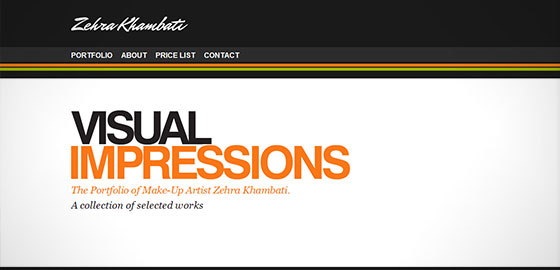 Zehra Khambati
PORTFOLIO ABOUT PRICE LIST CONTACT
VISUAL
IMPRESSIONS
The Portfolio of Make-Up Artist Zehra Khambati.
A collection of selected works